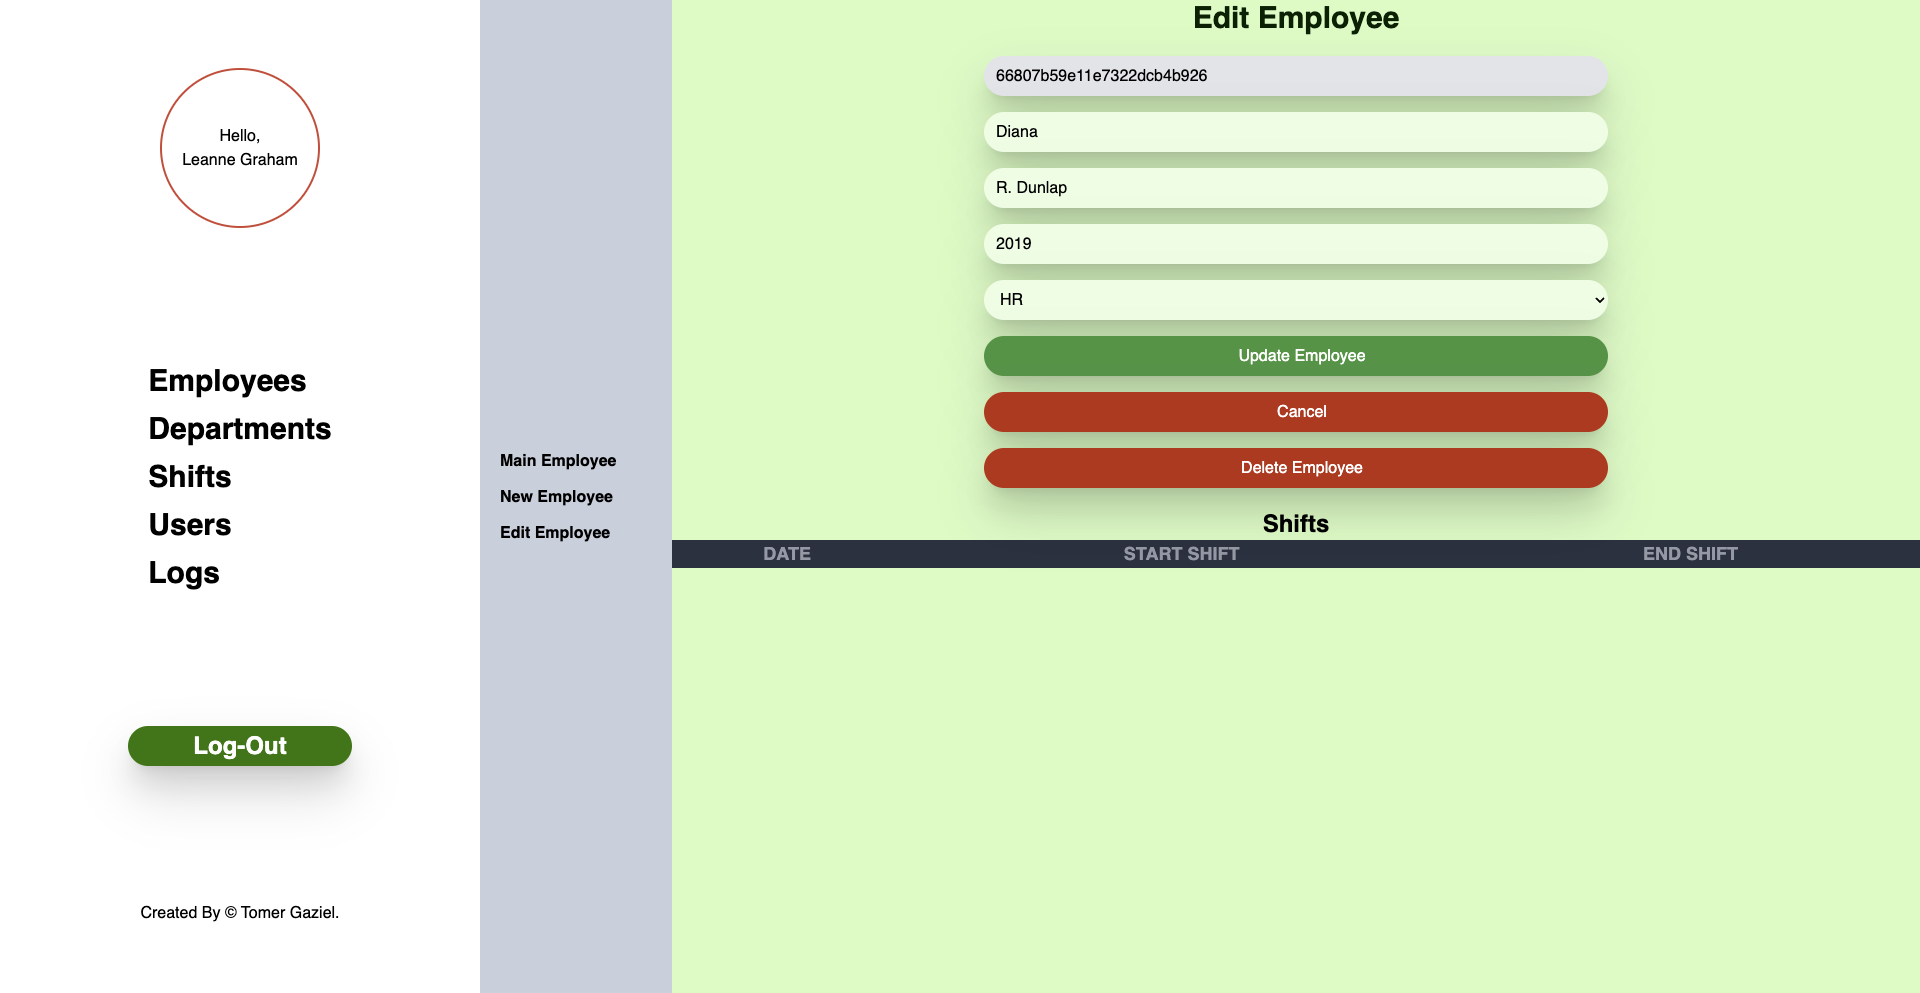 Hello,
Leanne Graham
Employees
Departments
Shifts
Users
Logs
Log-Out
Created By © Tomer Gaziel.
Main Employee
New Employee
Edit Employee
Edit Employee
66807b59e11e7322dcb4b926
Diana
R. Dunlap
2019
HR
Update Employee
Cancel
Delete Employee
Shifts
DATE START SHIFT END SHIFT